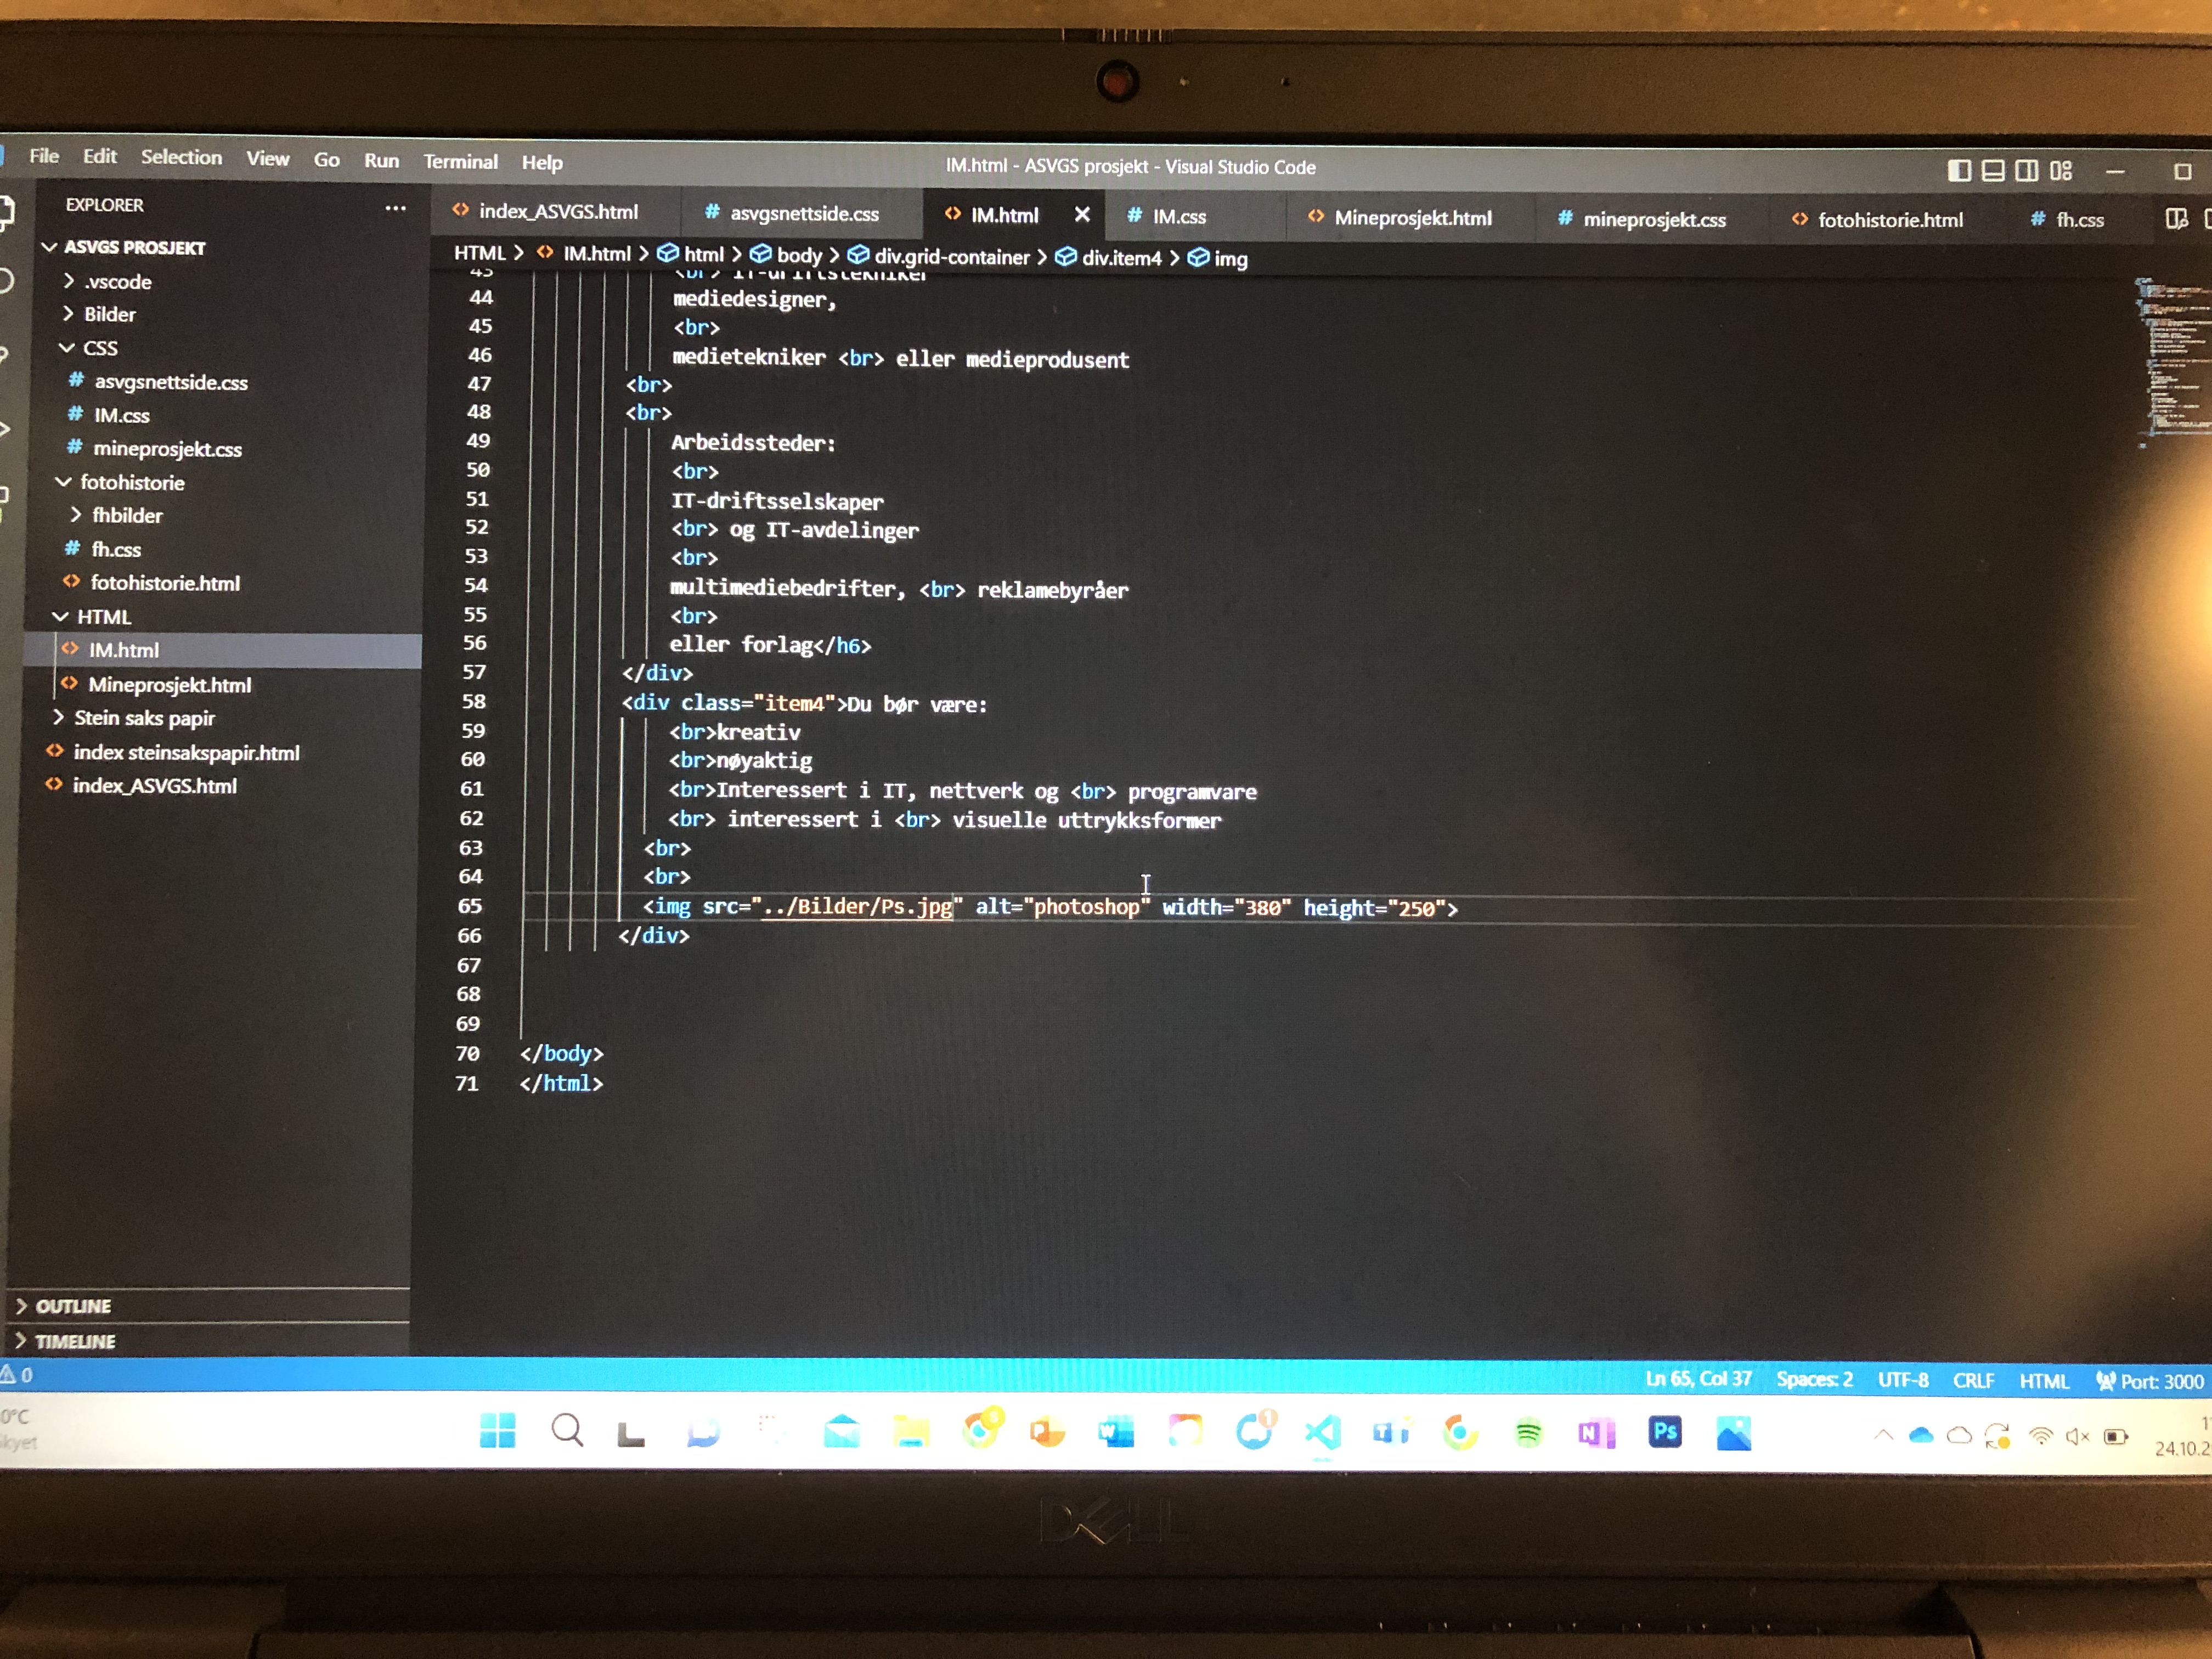 File Edit Selection View Go Run Terminal Help IM.html - ASVGS prosjekt - Visual Studio Code
EXPLORER ...
index_ASVGS.html # asvgsnettside.css IM.html # IM.css Mineprosjekt.html # mineprosjekt.css fotohistorie.html # fh.css
HTML > IM.html > html > body > div.grid-container > div.item4 > img
ASVGS PROSJEKT
.vscode
Bilder
CSS
# asvgsnettside.css
# IM.css
# mineprosjekt.css
fotohistorie
fhbilder
# fh.css
fotohistorie.html
HTML
IM.html
Mineprosjekt.html
Stein saks papir
index steinsakspapir.html
index_ASVGS.html
OUTLINE
TIMELINE
43 <br> IT-driftstekniker
44 mediedesigner,
45 <br>
46 medietekniker <br> eller medieprodusent
47 <br>
48 <br>
49 Arbeidssteder:
50 <br>
51 IT-driftsselskaper
52 <br> og IT-avdelinger
53 <br>
54 multimediebedrifter, <br> reklamebyråer
55 <br>
56 eller forlag</h6>
57 </div>
58 <div class="item4">Du bør være:
59 <br>kreativ
60 <br>nøyaktig
61 <br>Interessert i IT, nettverk og <br> programvare
62 <br> interessert i <br> visuelle uttrykksformer
63 <br>
64 <br>
65 <img src="../Bilder/Ps.jpg" alt="photoshop" width="380" height="250">
66 </div>
67
68
69
70 </body>
71 </html>
0 Ln 65, Col 37 Spaces: 2 UTF-8 CRLF HTML Port: 3000
0°C
kyet
Ps
24.10.2
DELL